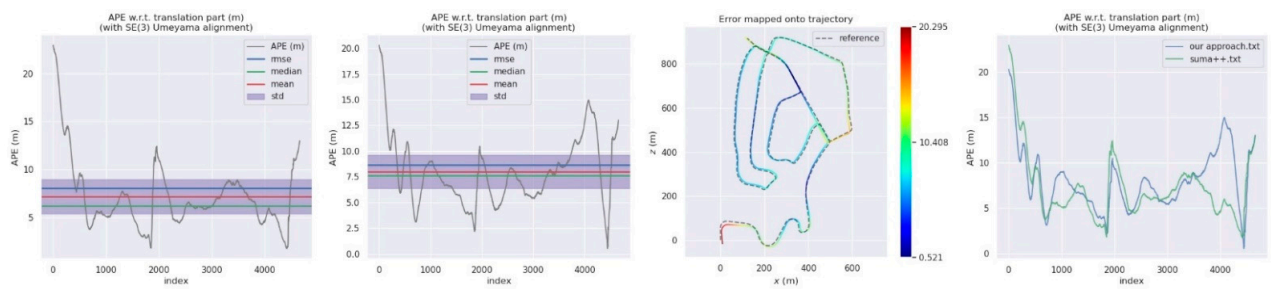 APE w.r.t. translation part (m)
(with SE(3) Umeyama alignment)
APE (m)
rmse
median
mean
std
APE (m)
20
15
10
5
0
1000
2000
3000
4000
index
APE w.r.t. translation part (m)
(with SE(3) Umeyama alignment)
APE (m)
rmse
median
mean
std
APE (m)
20.0
17.5
15.0
12.5
10.0
7.5
5.0
2.5
0
1000
2000
3000
4000
index
Error mapped onto trajectory
reference
z (m)
800
600
400
200
0
0
200
400
600
x (m)
20.295
10.408
0.521
APE w.r.t. translation part (m)
(with SE(3) Umeyama alignment)
our approach.txt
suma++.txt
APE (m)
20
15
10
5
0
0
1000
2000
3000
4000
index